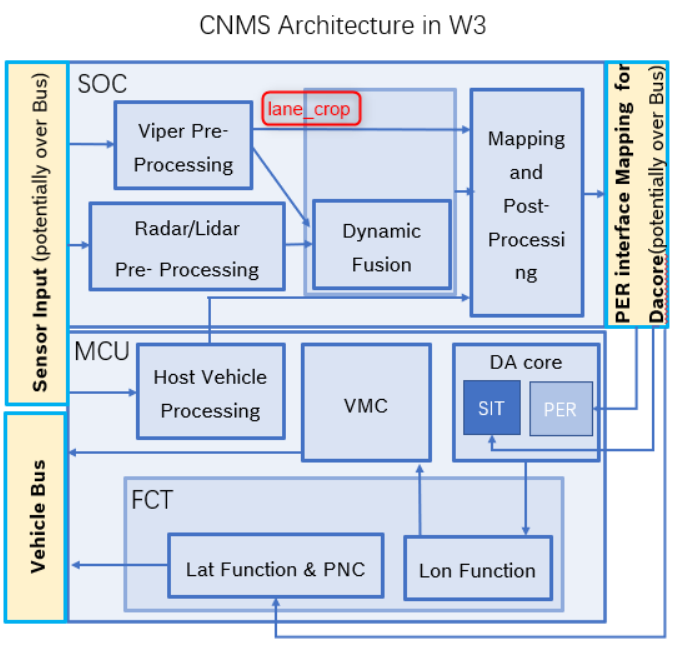 CNMS Architecture in W3
Sensor Input (potentially over Bus)
SOC
Viper Pre-
Processing
lane_crop
Radar/Lidar
Pre- Processing
Dynamic
Fusion
Mapping
and
Post-
Processi
ng
PER interface Mapping for
Dacore(potentially over Bus)
MCU
Host Vehicle
Processing
VMC
DA core
SIT
PER
Vehicle Bus
FCT
Lat Function & PNC
Lon Function